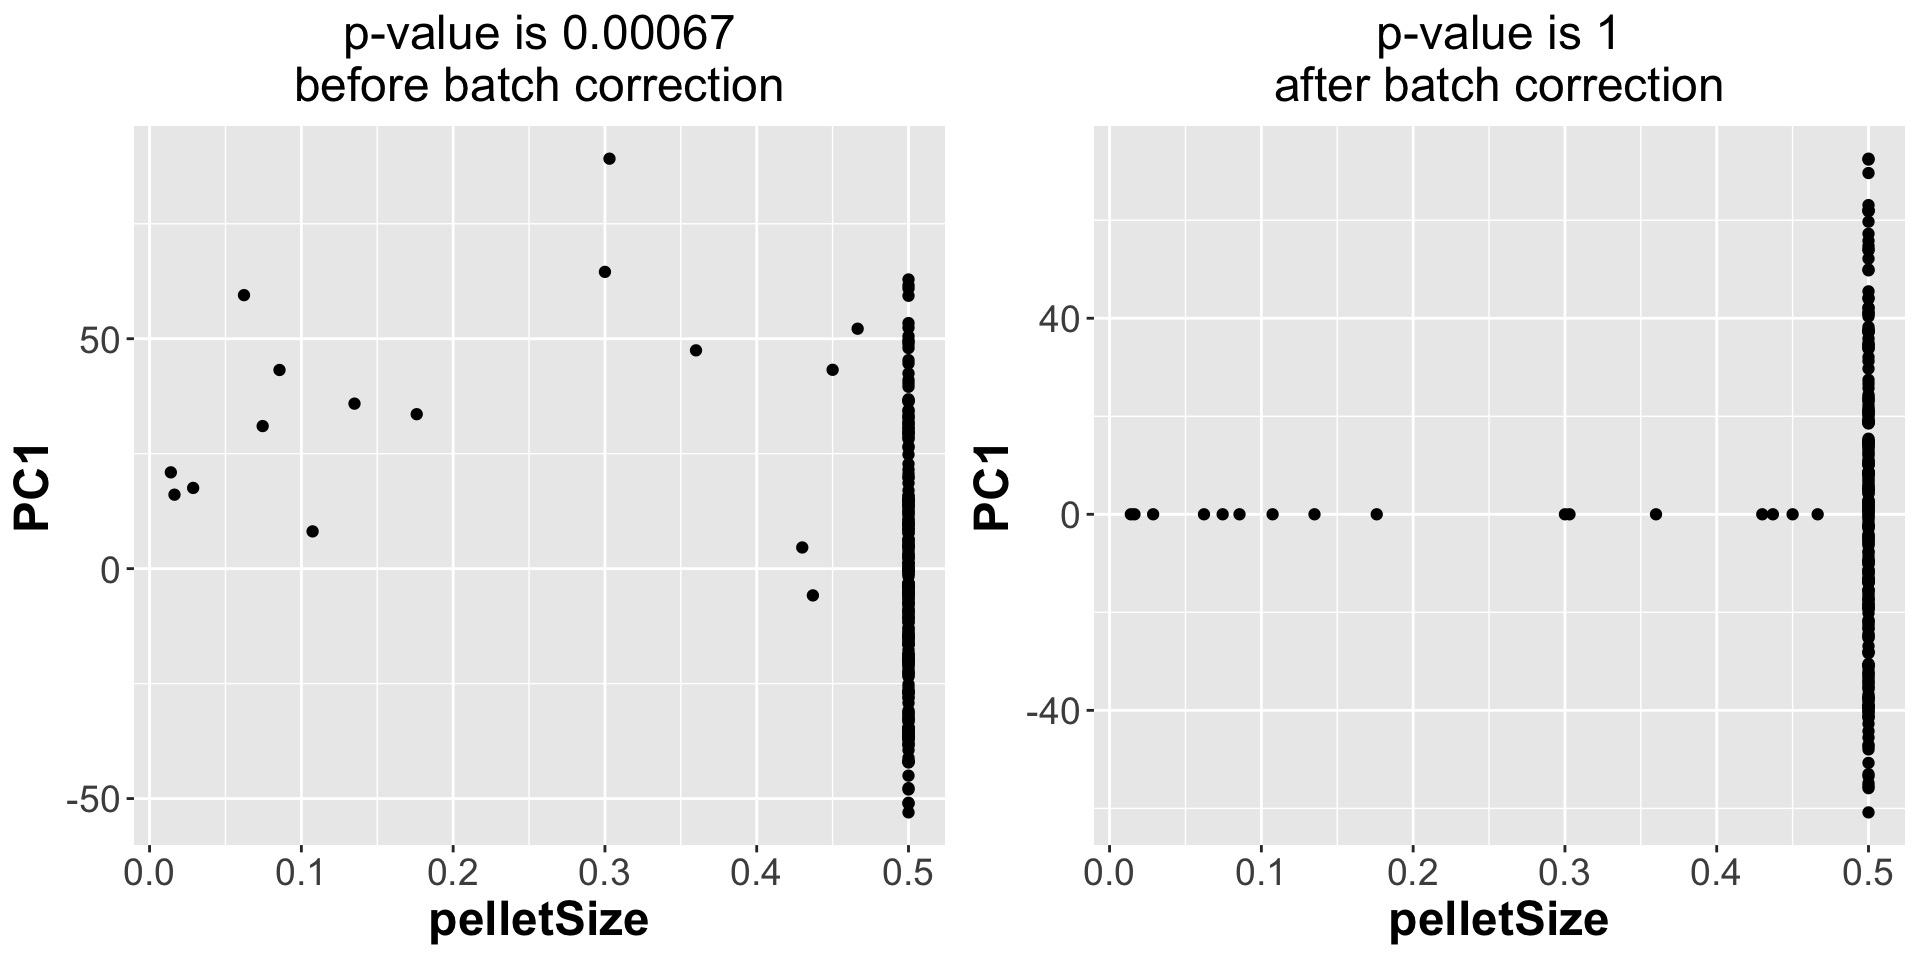 p-value is 0.00067
before batch correction
PC1
50
0
-50
0.0 0.1 0.2 0.3 0.4 0.5
pelletSize
p-value is 1
after batch correction
PC1
40
0
-40
0.0 0.1 0.2 0.3 0.4 0.5
pelletSize